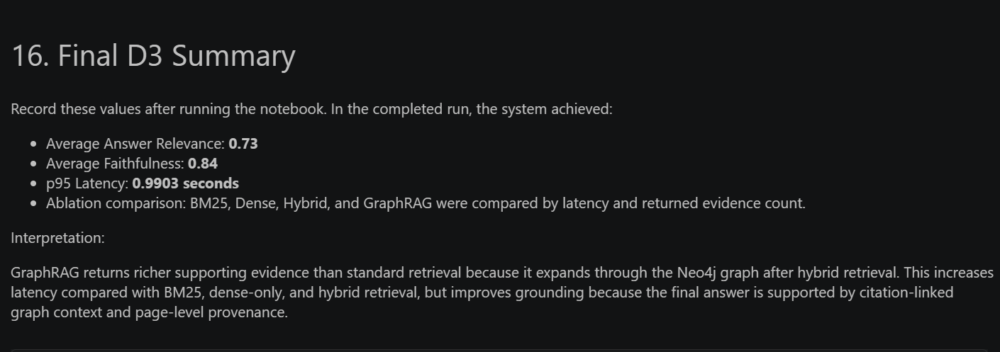 16. Final D3 Summary
Record these values after running the notebook. In the completed run, the system achieved:
• Average Answer Relevance: 0.73
• Average Faithfulness: 0.84
• p95 Latency: 0.9903 seconds
• Ablation comparison: BM25, Dense, Hybrid, and GraphRAG were compared by latency and returned evidence count.
Interpretation:
GraphRAG returns richer supporting evidence than standard retrieval because it expands through the Neo4j graph after hybrid retrieval. This increases
latency compared with BM25, dense-only, and hybrid retrieval, but improves grounding because the final answer is supported by citation-linked
graph context and page-level provenance.